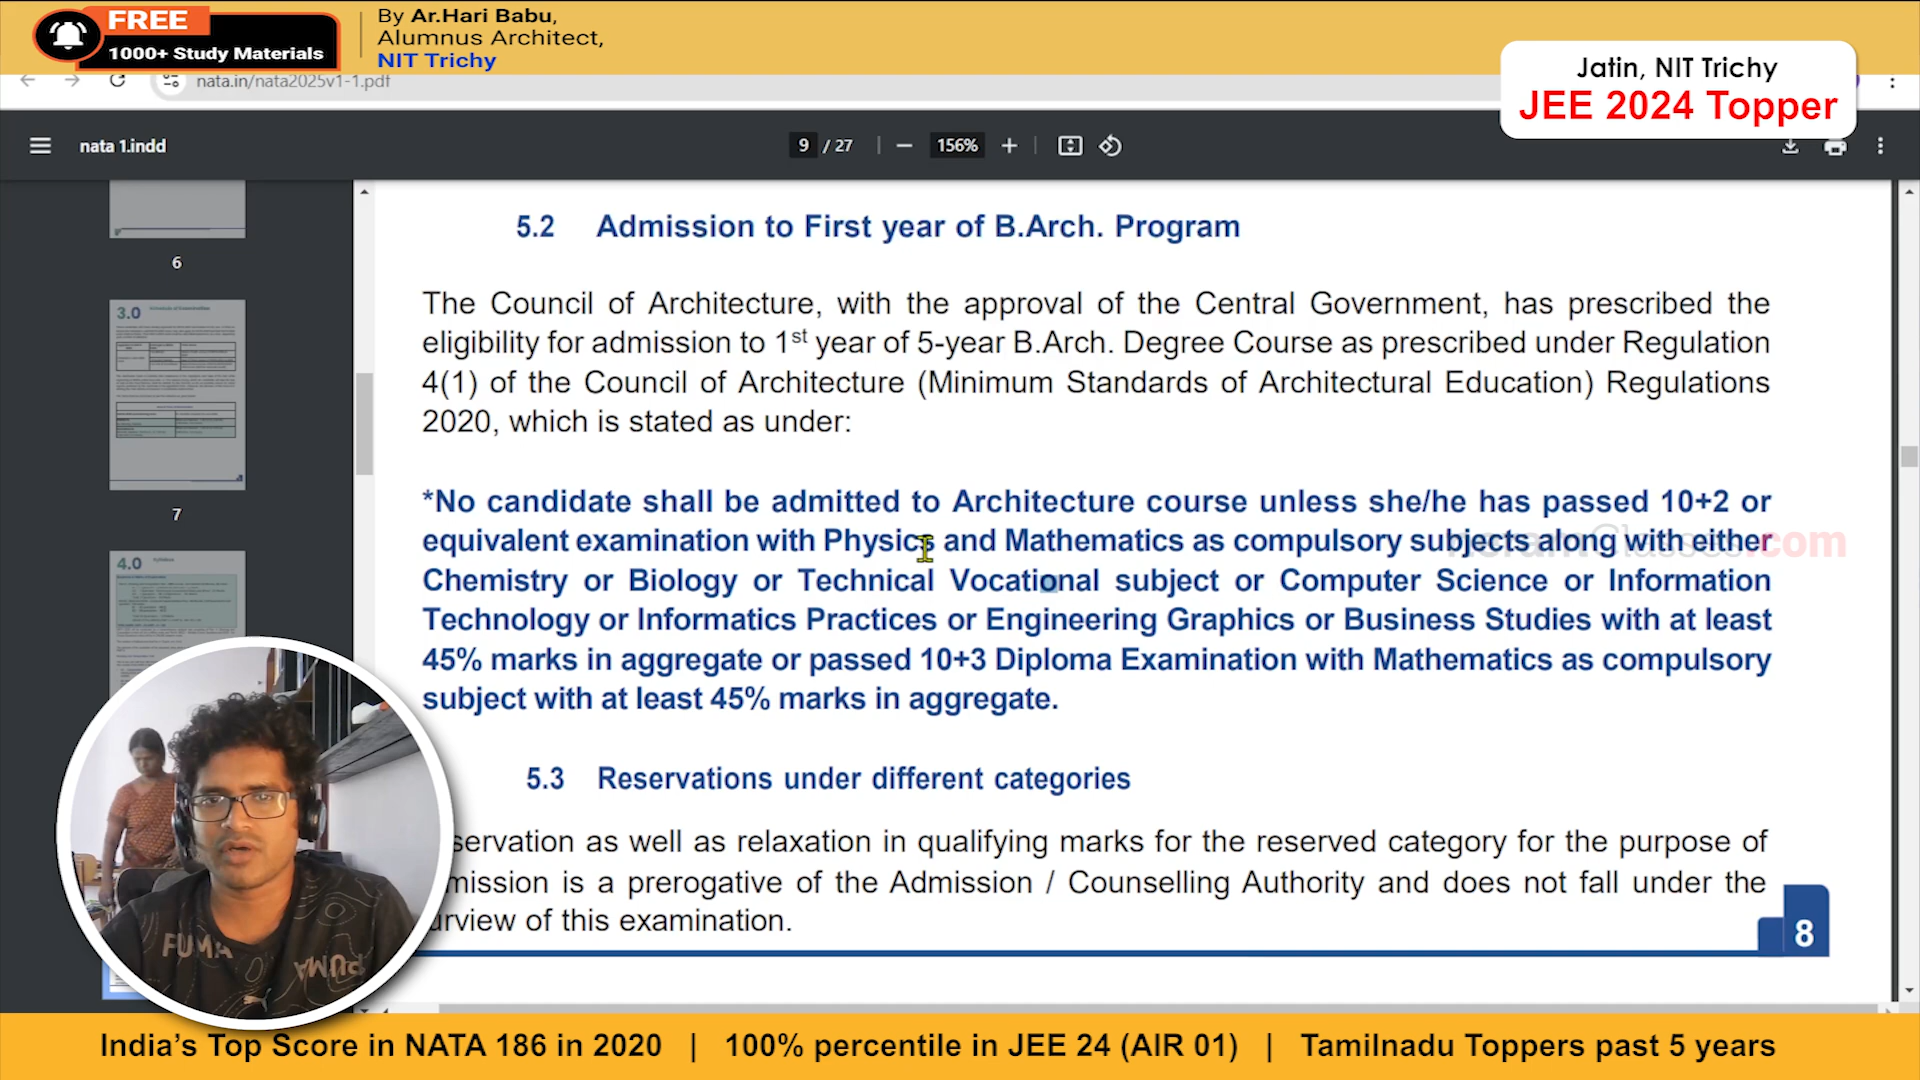 FREE
1000+ Study Materials
By Ar.Hari Babu,
Alumnus Architect,
NIT Trichy
Jatin, NIT Trichy
JEE 2024 Topper
nata.in/nata2025v1-1.pdf
nata 1.indd
9 / 27
156%
6
3.0
7
4.0
5.2 Admission to First year of B.Arch. Program
The Council of Architecture, with the approval of the Central Government, has prescribed the
eligibility for admission to 1st year of 5-year B.Arch. Degree Course as prescribed under Regulation
4(1) of the Council of Architecture (Minimum Standards of Architectural Education) Regulations
2020, which is stated as under:
*No candidate shall be admitted to Architecture course unless she/he has passed 10+2 or
equivalent examination with Physics and Mathematics as compulsory subjects along with either
Chemistry or Biology or Technical Vocational subject or Computer Science or Information
Technology or Informatics Practices or Engineering Graphics or Business Studies with at least
45% marks in aggregate or passed 10+3 Diploma Examination with Mathematics as compulsory
subject with at least 45% marks in aggregate.
5.3 Reservations under different categories
servation as well as relaxation in qualifying marks for the reserved category for the purpose of
mission is a prerogative of the Admission / Counselling Authority and does not fall under the
urview of this examination.
8
PUMA
PUMA
India's Top Score in NATA 186 in 2020 | 100% percentile in JEE 24 (AIR 01) | Tamilnadu Toppers past 5 years